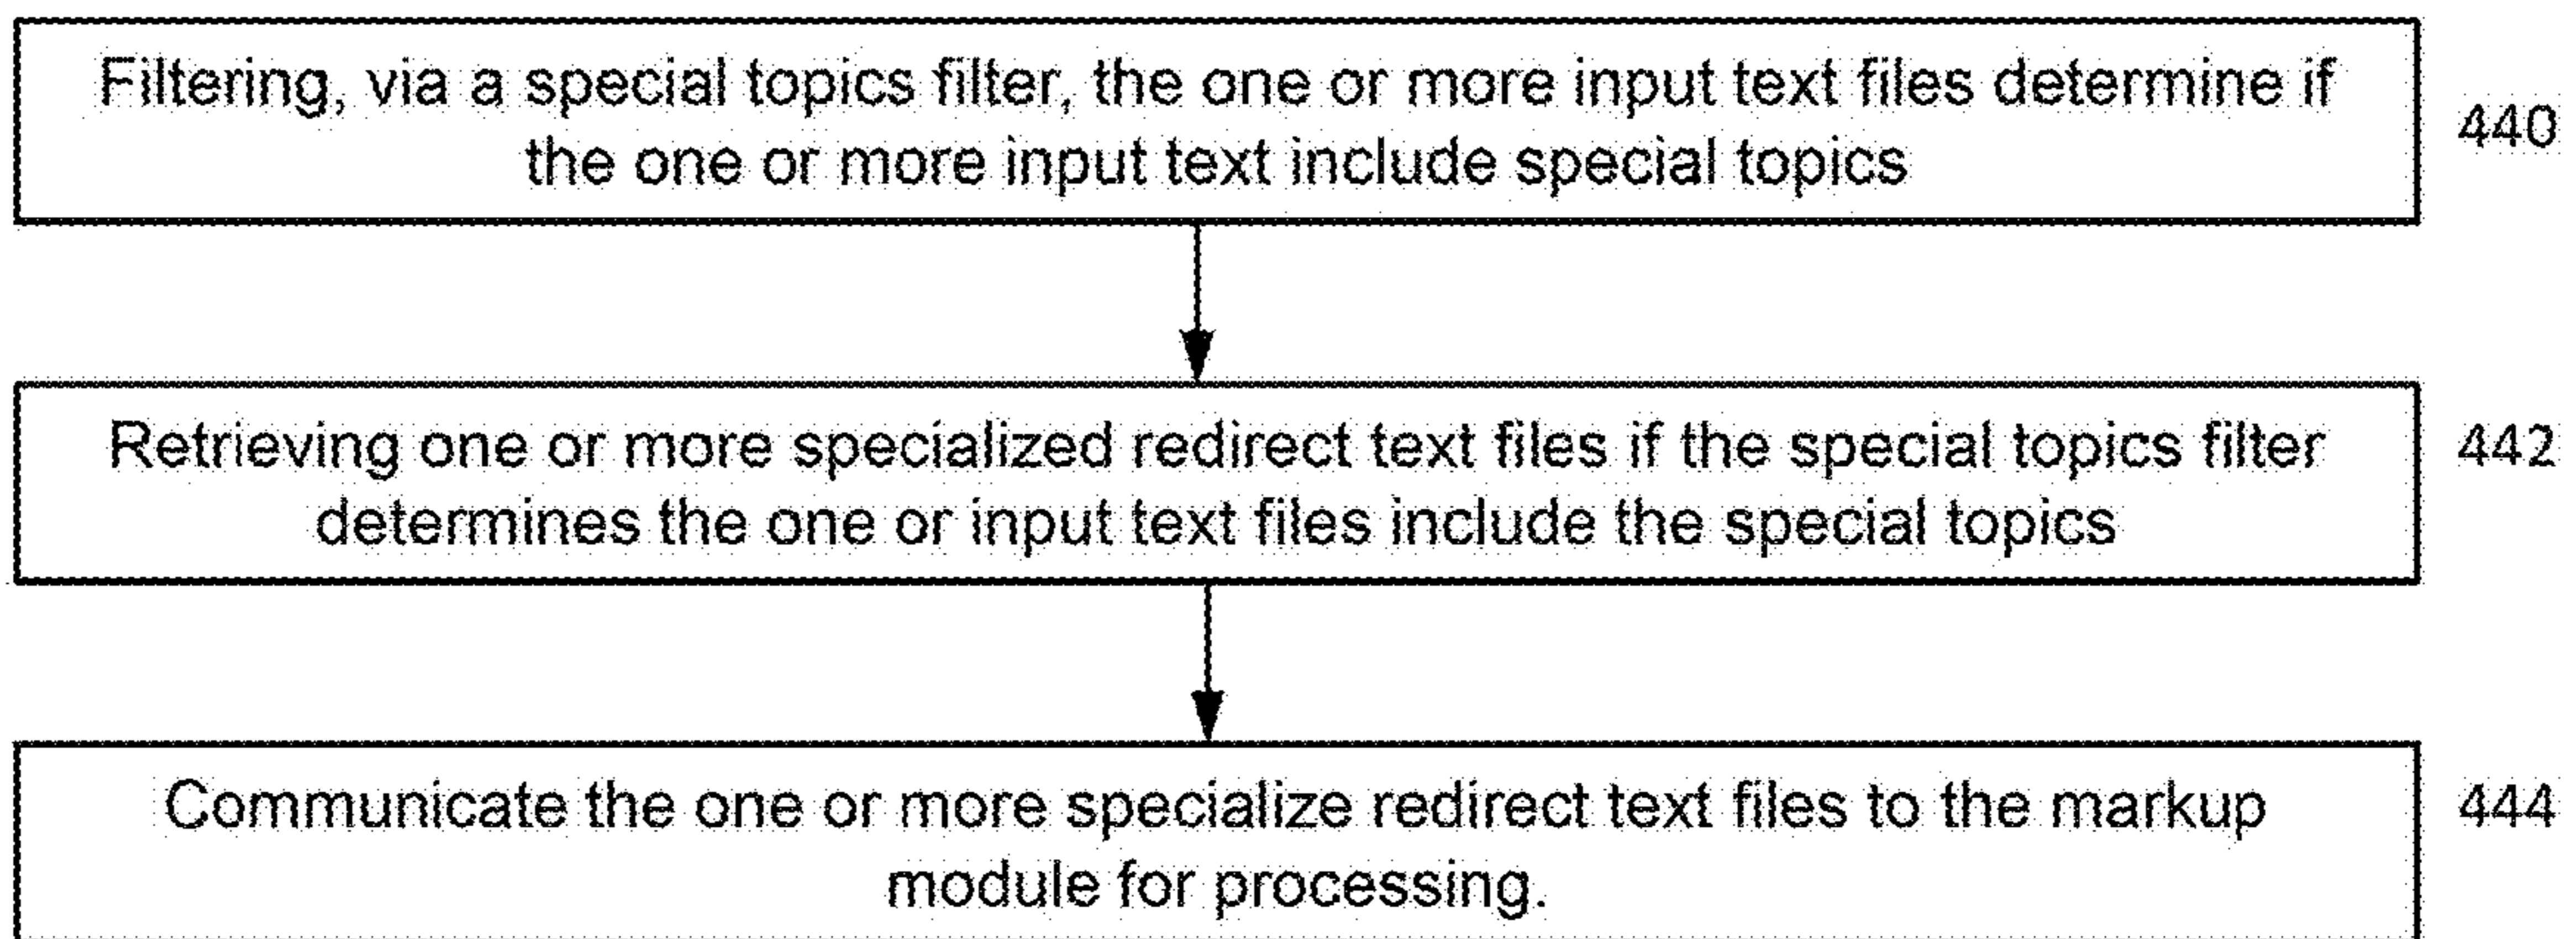 Filtering, via a special topics filter, the one or more input text files determine if
the one or more input text include special topics
440
Retrieving one or more specialized redirect text files if the special topics filter
determines the one or input text files include the special topics
442
Communicate the one or more specialize redirect text files to the markup
module for processing.
444